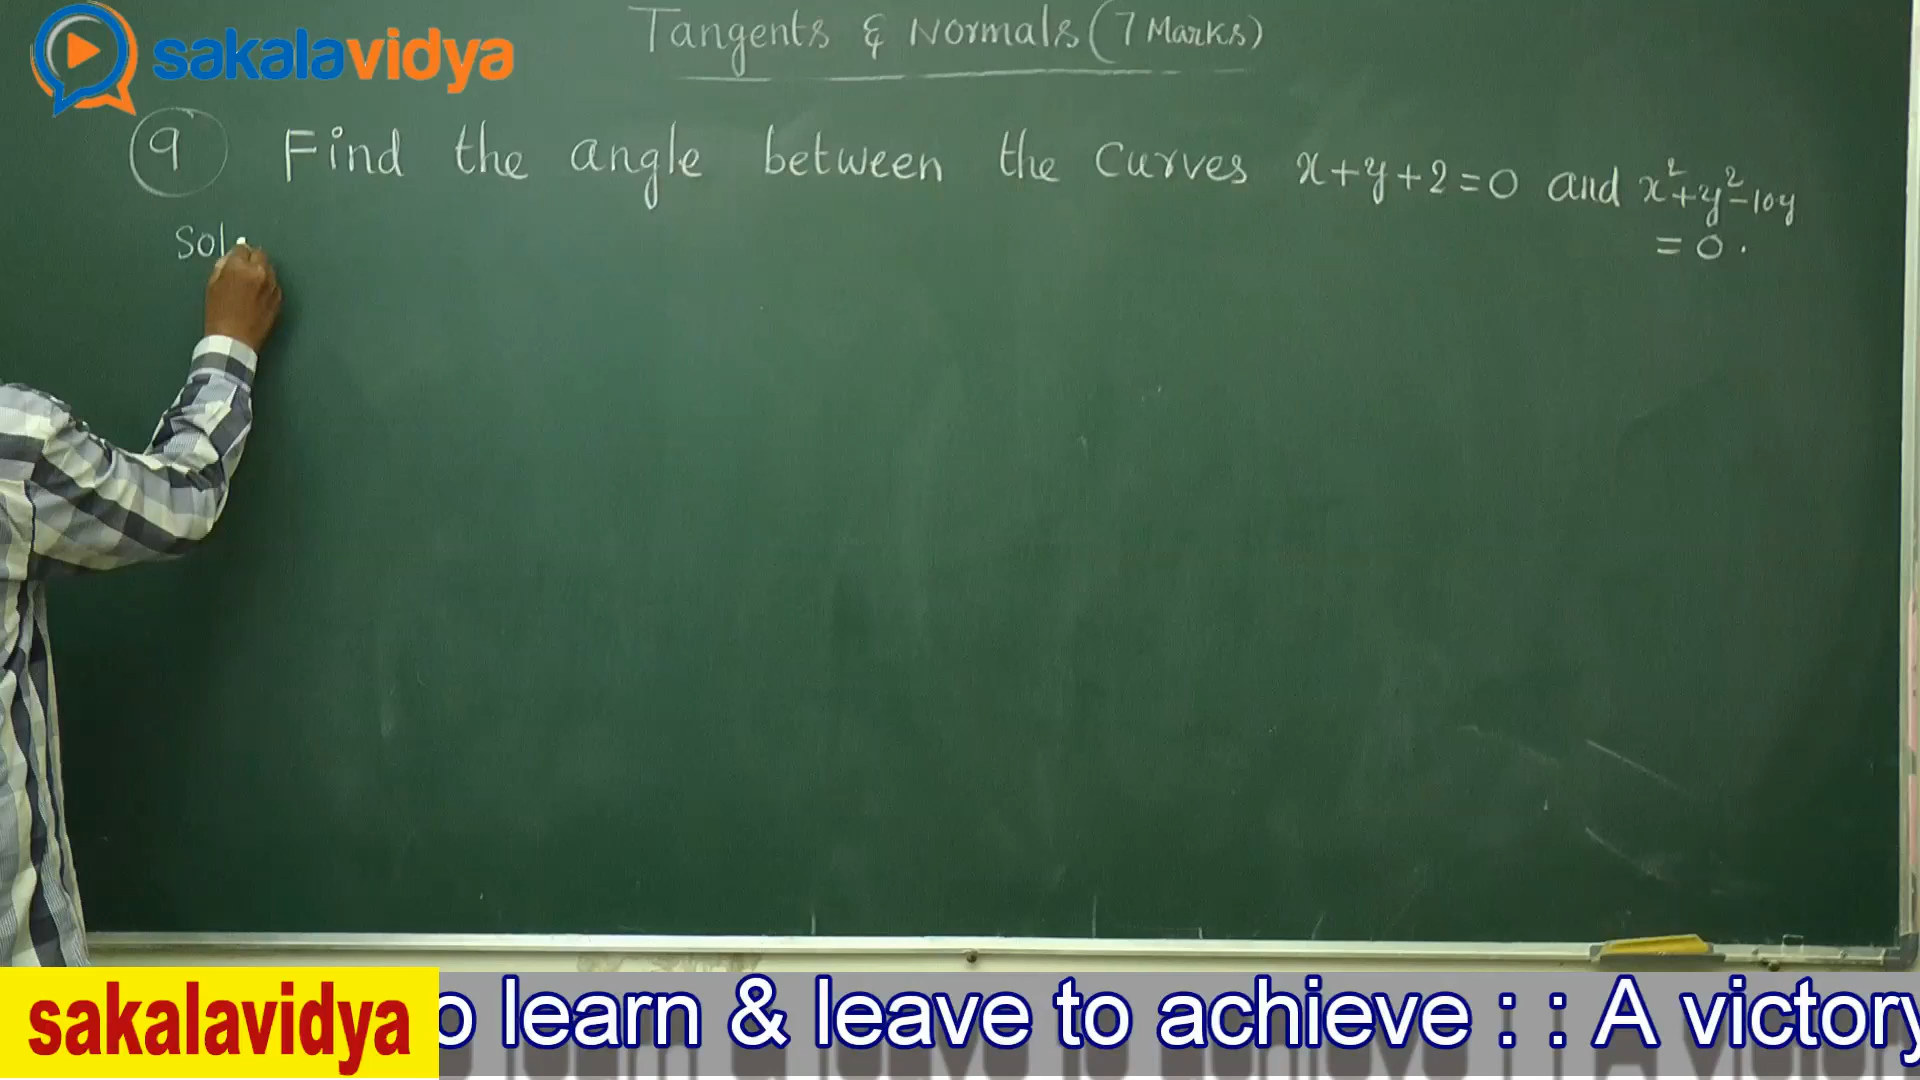 sakalavidya
Tangents & Normals (7 Marks)
9 Find the angle between the curves x+y+2=0 and x²+y²-10y
= 0.
Sol
sakalavidya
o learn & leave to achieve : : A victory